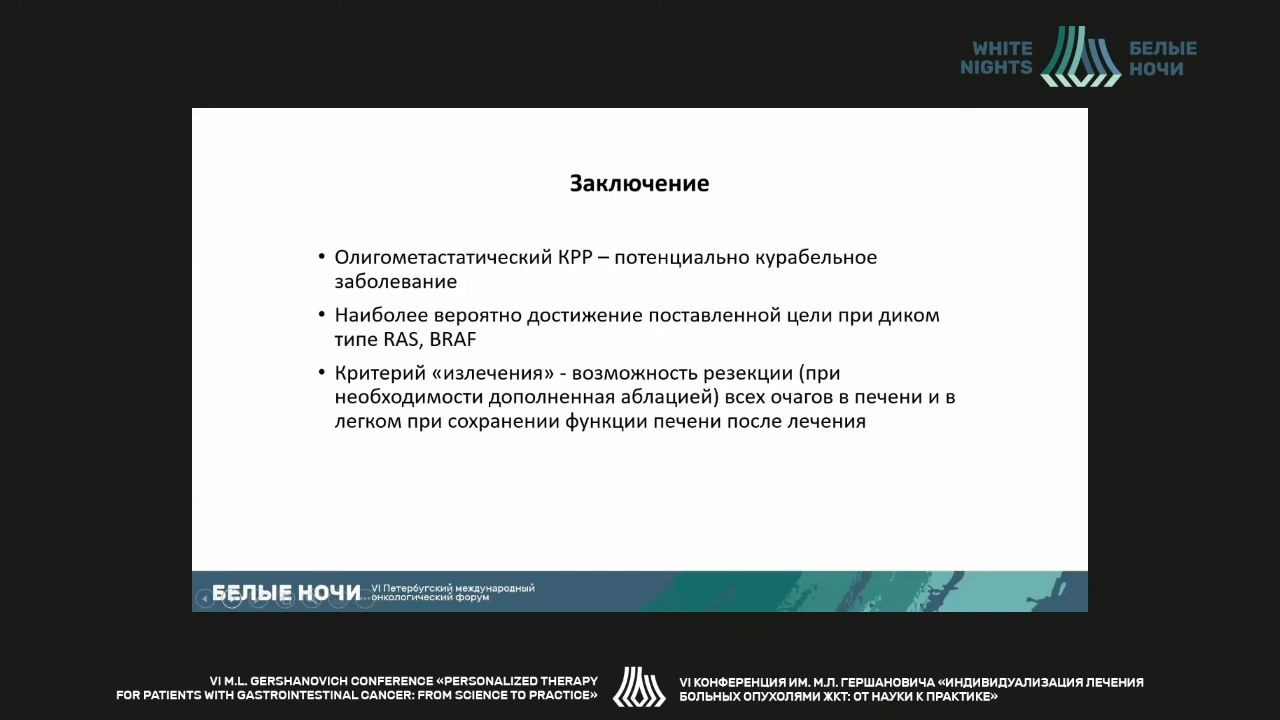 WHITE
NIGHTS
БЕЛЫЕ
НОЧИ
Заключение
• Олигометастатический КРР – потенциально курабельное
заболевание
• Наиболее вероятно достижение поставленной цели при диком
типе RAS, BRAF
• Критерий «излечения» - возможность резекции (при
необходимости дополненная аблацией) всех очагов в печени и в
легком при сохранении функции печени после лечения
БЕЛЫЕ НОЧИ
VI Петербугский международный
онкологический форум
VI M.L. GERSHANOVICH CONFERENCE «PERSONALIZED THERAPY
FOR PATIENTS WITH GASTROINTESTINAL CANCER: FROM SCIENCE TO PRACTICE»
VI КОНФЕРЕНЦИЯ ИМ. М.Л. ГЕРШАНОВИЧА «ИНДИВИДУАЛИЗАЦИЯ ЛЕЧЕНИЯ
БОЛЬНЫХ ОПУХОЛЯМИ ЖКТ: ОТ НАУКИ К ПРАКТИКЕ»